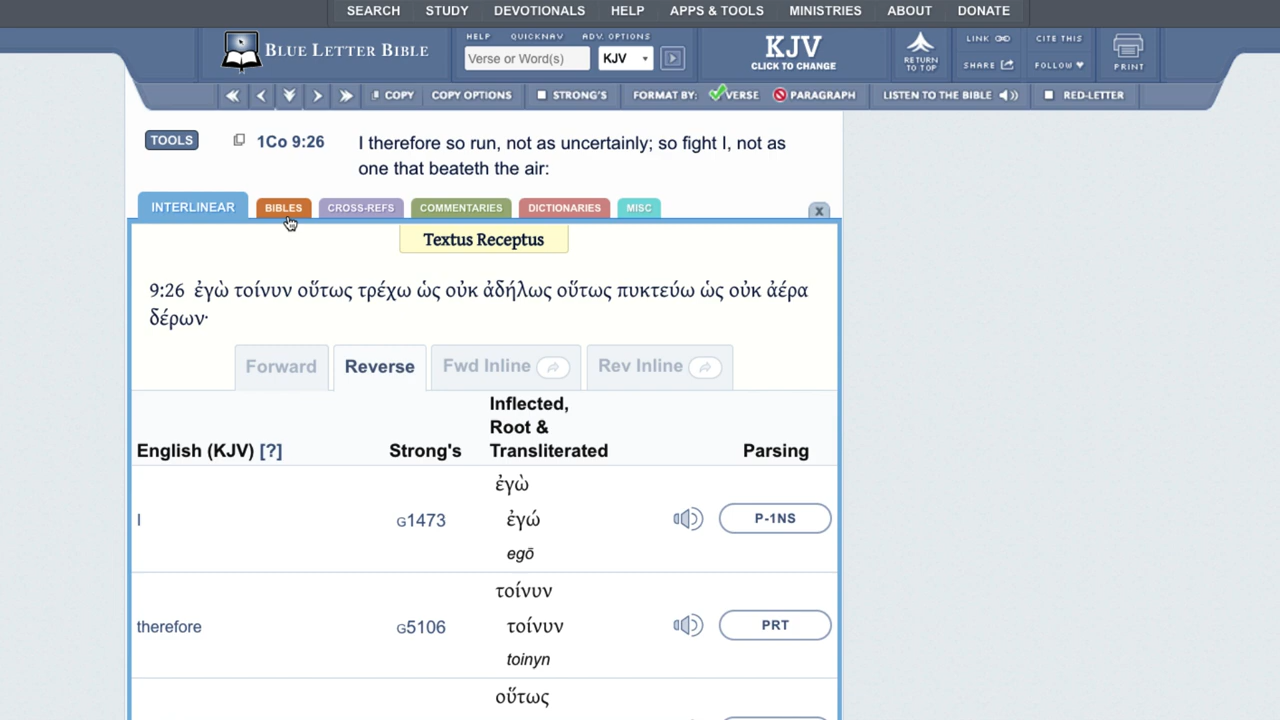 SEARCH STUDY DEVOTIONALS HELP APPS & TOOLS MINISTRIES ABOUT DONATE
BLUE LETTER BIBLE
HELP QUICKNAV ADV. OPTIONS
Verse or Word(s) KJV
KJV
CLICK TO CHANGE
RETURN
TO TOP
LINK CITE THIS
SHARE FOLLOW
PRINT
COPY COPY OPTIONS STRONG'S FORMAT BY: VERSE PARAGRAPH LISTEN TO THE BIBLE RED-LETTER
TOOLS 1Co 9:26 I therefore so run, not as uncertainly; so fight I, not as
one that beateth the air:
INTERLINEAR BIBLES CROSS-REFS COMMENTARIES DICTIONARIES MISC x
Textus Receptus
9:26 ἐγὼ τοίνυν οὕτως τρέχω ὡς οὐκ ἀδήλως οὕτως πυκτεύω ὡς οὐκ ἀέρα
δέρων·
Forward Reverse Fwd Inline Rev Inline
English (KJV) [?] Strong's Inflected,
Root &
Transliterated Parsing
ἐγὼ
I G1473 ἐγώ P-1NS
egō
τοίνυν
therefore G5106 τοίνυν PRT
toinyn
οὕτως